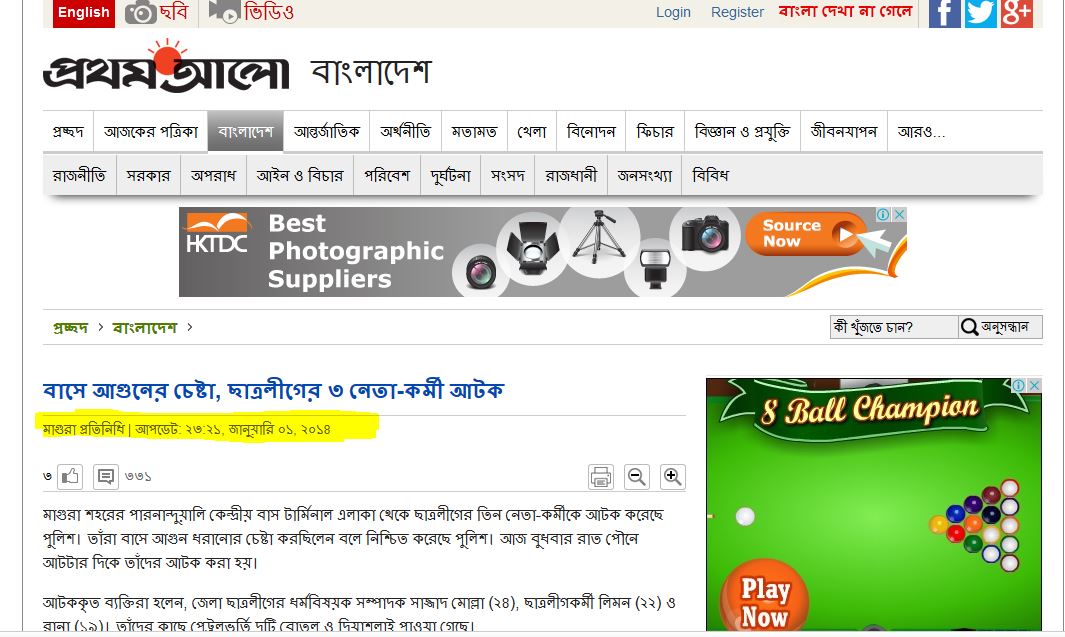 English ছবি ভিডিও Login Register বাংলা দেখা না গেলে
প্রথম আলো বাংলাদেশ
প্রচ্ছদ আজকের পত্রিকা বাংলাদেশ আন্তর্জাতিক অর্থনীতি মতামত খেলা বিনোদন ফিচার বিজ্ঞান ও প্রযুক্তি জীবনযাপন আরও...
রাজনীতি সরকার অপরাধ আইন ও বিচার পরিবেশ দুর্ঘটনা সংসদ রাজধানী জনসংখ্যা বিবিধ
HKTDC
Best
Photographic
Suppliers
Source
Now
প্রচ্ছদ › বাংলাদেশ ›
কী খুঁজতে চান? অনুসন্ধান
বাসে আগুনের চেষ্টা, ছাত্রলীগের ৩ নেতা-কর্মী আটক
মাগুরা প্রতিনিধি | আপডেট: ২৩:২১, জানুয়ারি ০১, ২০১৪
৩ ৩৩১
মাগুরা শহরের পারনান্দুয়ালি কেন্দ্রীয় বাস টার্মিনাল এলাকা থেকে ছাত্রলীগের তিন নেতা-কর্মীকে আটক করেছে
পুলিশ। তাঁরা বাসে আগুন ধরানোর চেষ্টা করছিলেন বলে নিশ্চিত করেছে পুলিশ। আজ বুধবার রাত পৌনে
আটটার দিকে তাঁদের আটক করা হয়।
আটককৃত ব্যক্তিরা হলেন, জেলা ছাত্রলীগের ধর্মবিষয়ক সম্পাদক সাজ্জাদ মোল্লা (২৪), ছাত্রলীগকর্মী লিমন (২২) ও
রানা (১৯)। তাঁদের কাছে পেট্রলভর্তি দুটি বোতল ও দিয়াশলাই পাওয়া গেছে।
8 Ball Champion
Play
Now